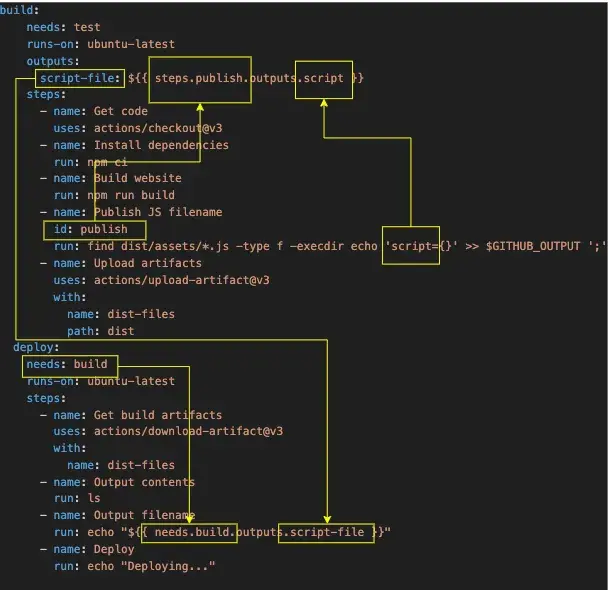 build:
    needs: test
    runs-on: ubuntu-latest
    outputs:
      script-file: ${{ steps.publish.outputs.script }}
    steps:
      - name: Get code
        uses: actions/checkout@v3
      - name: Install dependencies
        run: npm ci
      - name: Build website
        run: npm run build
      - name: Publish JS filename
        id: publish
        run: find dist/assets/*.js -type f -execdir echo 'script={}' >> $GITHUB_OUTPUT ';'
      - name: Upload artifacts
        uses: actions/upload-artifact@v3
        with:
          name: dist-files
          path: dist
  deploy:
    needs: build
    runs-on: ubuntu-latest
    steps:
      - name: Get build artifacts
        uses: actions/download-artifact@v3
        with:
          name: dist-files
      - name: Output contents
        run: ls
      - name: Output filename
        run: echo "${{ needs.build.outputs.script-file }}"
      - name: Deploy
        run: echo "Deploying..."